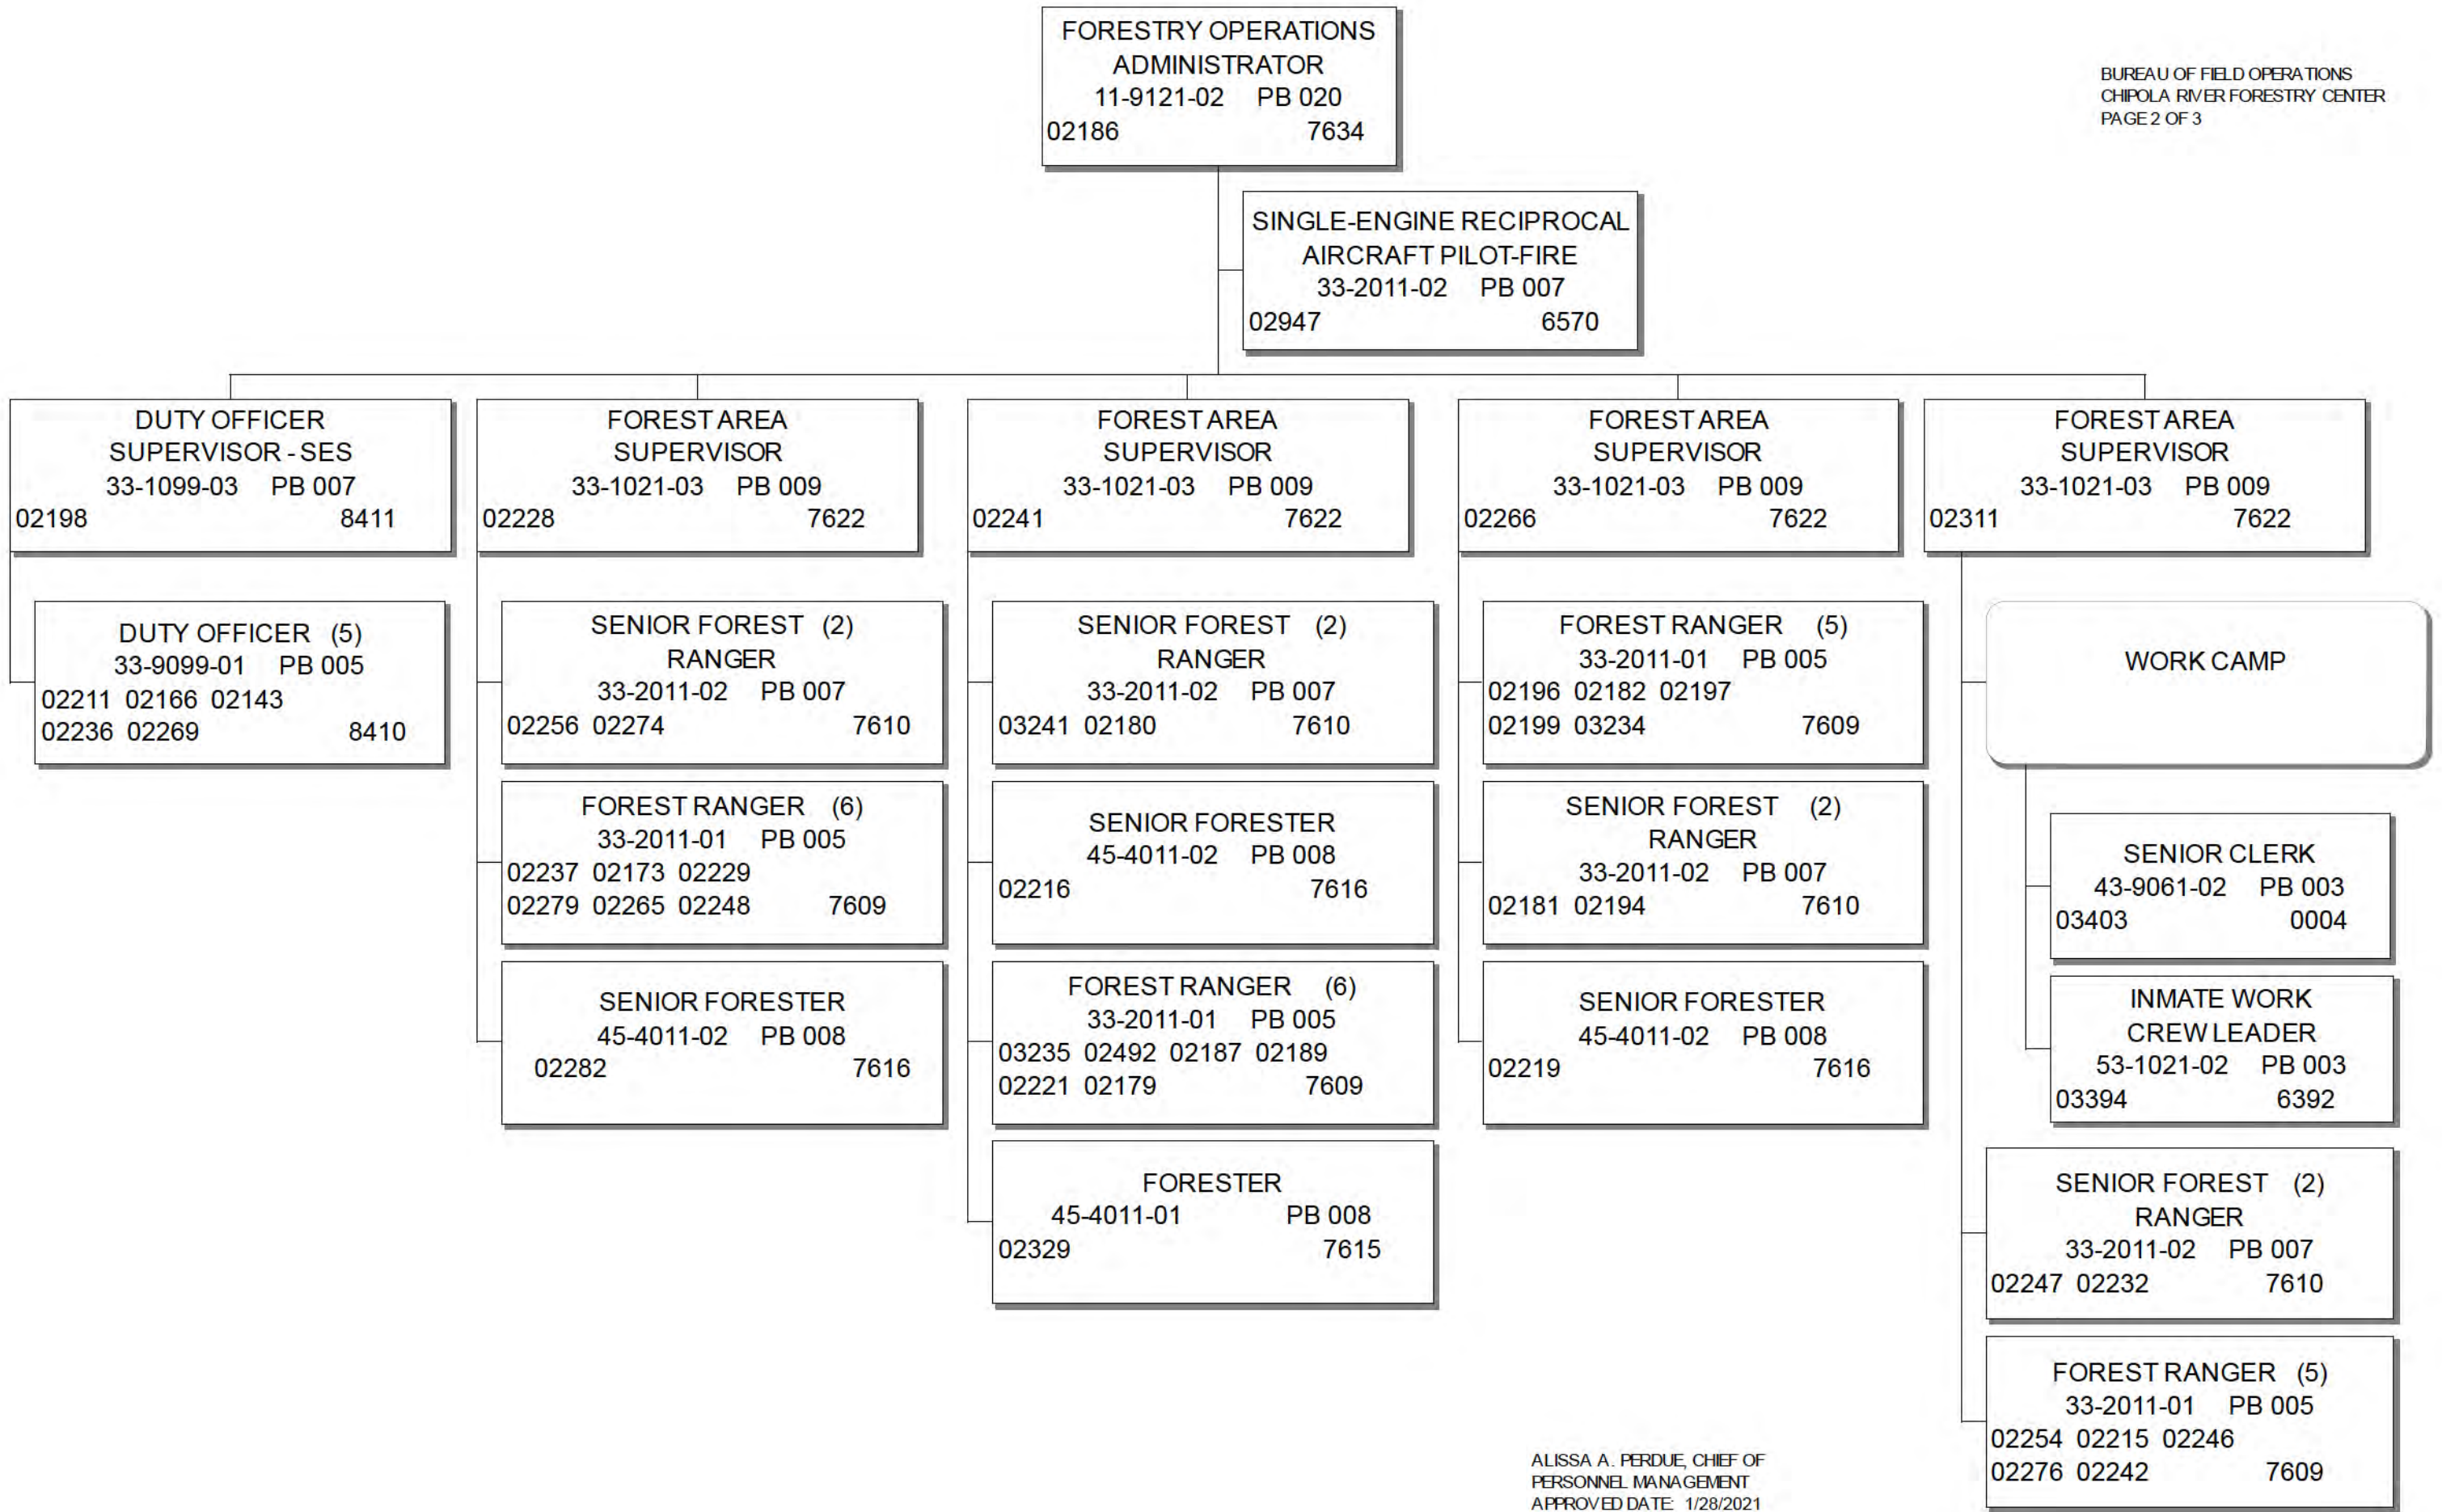 FORESTRY OPERATIONS
ADMINISTRATOR
11-9121-02 PB 020
02186 7634
BUREAU OF FIELD OPERATIONS
CHIPOLA RIVER FORESTRY CENTER
PAGE 2 OF 3
SINGLE-ENGINE RECIPROCAL
AIRCRAFT PILOT-FIRE
33-2011-02 PB 007
02947 6570
DUTY OFFICER
SUPERVISOR - SES
33-1099-03 PB 007
02198 8411
DUTY OFFICER (5)
33-9099-01 PB 005
02211 02166 02143
02236 02269 8410
FOREST AREA
SUPERVISOR
33-1021-03 PB 009
02228 7622
SENIOR FOREST (2)
RANGER
33-2011-02 PB 007
02256 02274 7610
FOREST RANGER (6)
33-2011-01 PB 005
02237 02173 02229
02279 02265 02248 7609
SENIOR FORESTER
45-4011-02 PB 008
02282 7616
FOREST AREA
SUPERVISOR
33-1021-03 PB 009
02241 7622
SENIOR FOREST (2)
RANGER
33-2011-02 PB 007
03241 02180 7610
SENIOR FORESTER
45-4011-02 PB 008
02216 7616
FOREST RANGER (6)
33-2011-01 PB 005
03235 02492 02187 02189
02221 02179 7609
FORESTER
45-4011-01 PB 008
02329 7615
FOREST AREA
SUPERVISOR
33-1021-03 PB 009
02266 7622
FOREST RANGER (5)
33-2011-01 PB 005
02196 02182 02197
02199 03234 7609
SENIOR FOREST (2)
RANGER
33-2011-02 PB 007
02181 02194 7610
SENIOR FORESTER
45-4011-02 PB 008
02219 7616
FOREST AREA
SUPERVISOR
33-1021-03 PB 009
02311 7622
WORK CAMP
SENIOR CLERK
43-9061-02 PB 003
03403 0004
INMATE WORK
CREW LEADER
53-1021-02 PB 003
03394 6392
SENIOR FOREST (2)
RANGER
33-2011-02 PB 007
02247 02232 7610
FOREST RANGER (5)
33-2011-01 PB 005
02254 02215 02246
02276 02242 7609
ALISSA A. PERDUE, CHIEF OF
PERSONNEL MANAGEMENT
APPROVED DATE: 1/28/2021